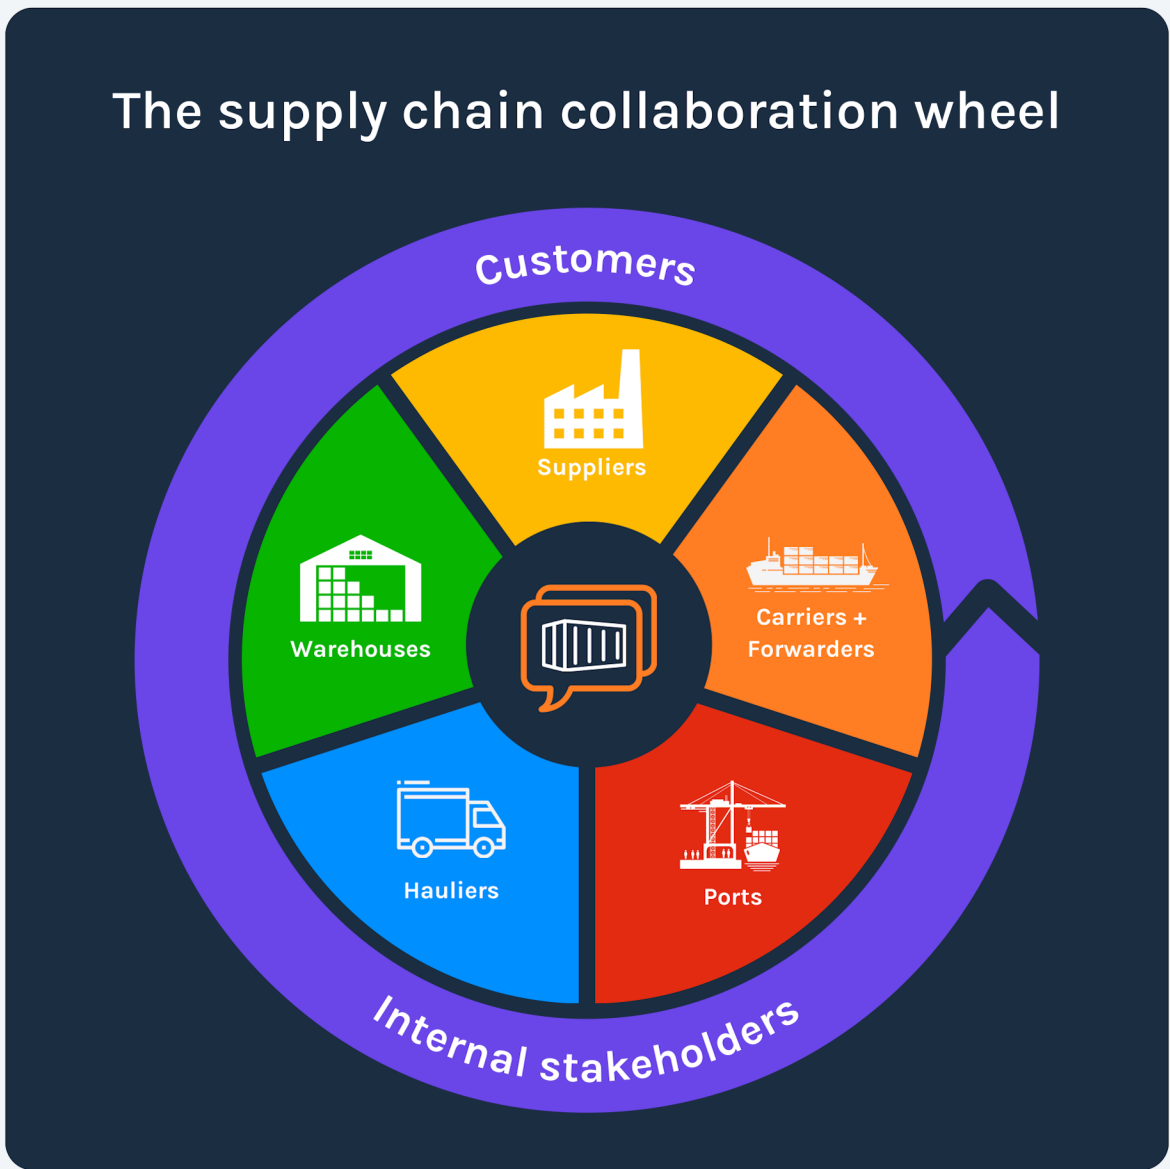 The supply chain collaboration wheel
Customers
Suppliers
Carriers +
Forwarders
Warehouses
Hauliers
Ports
Internal stakeholders